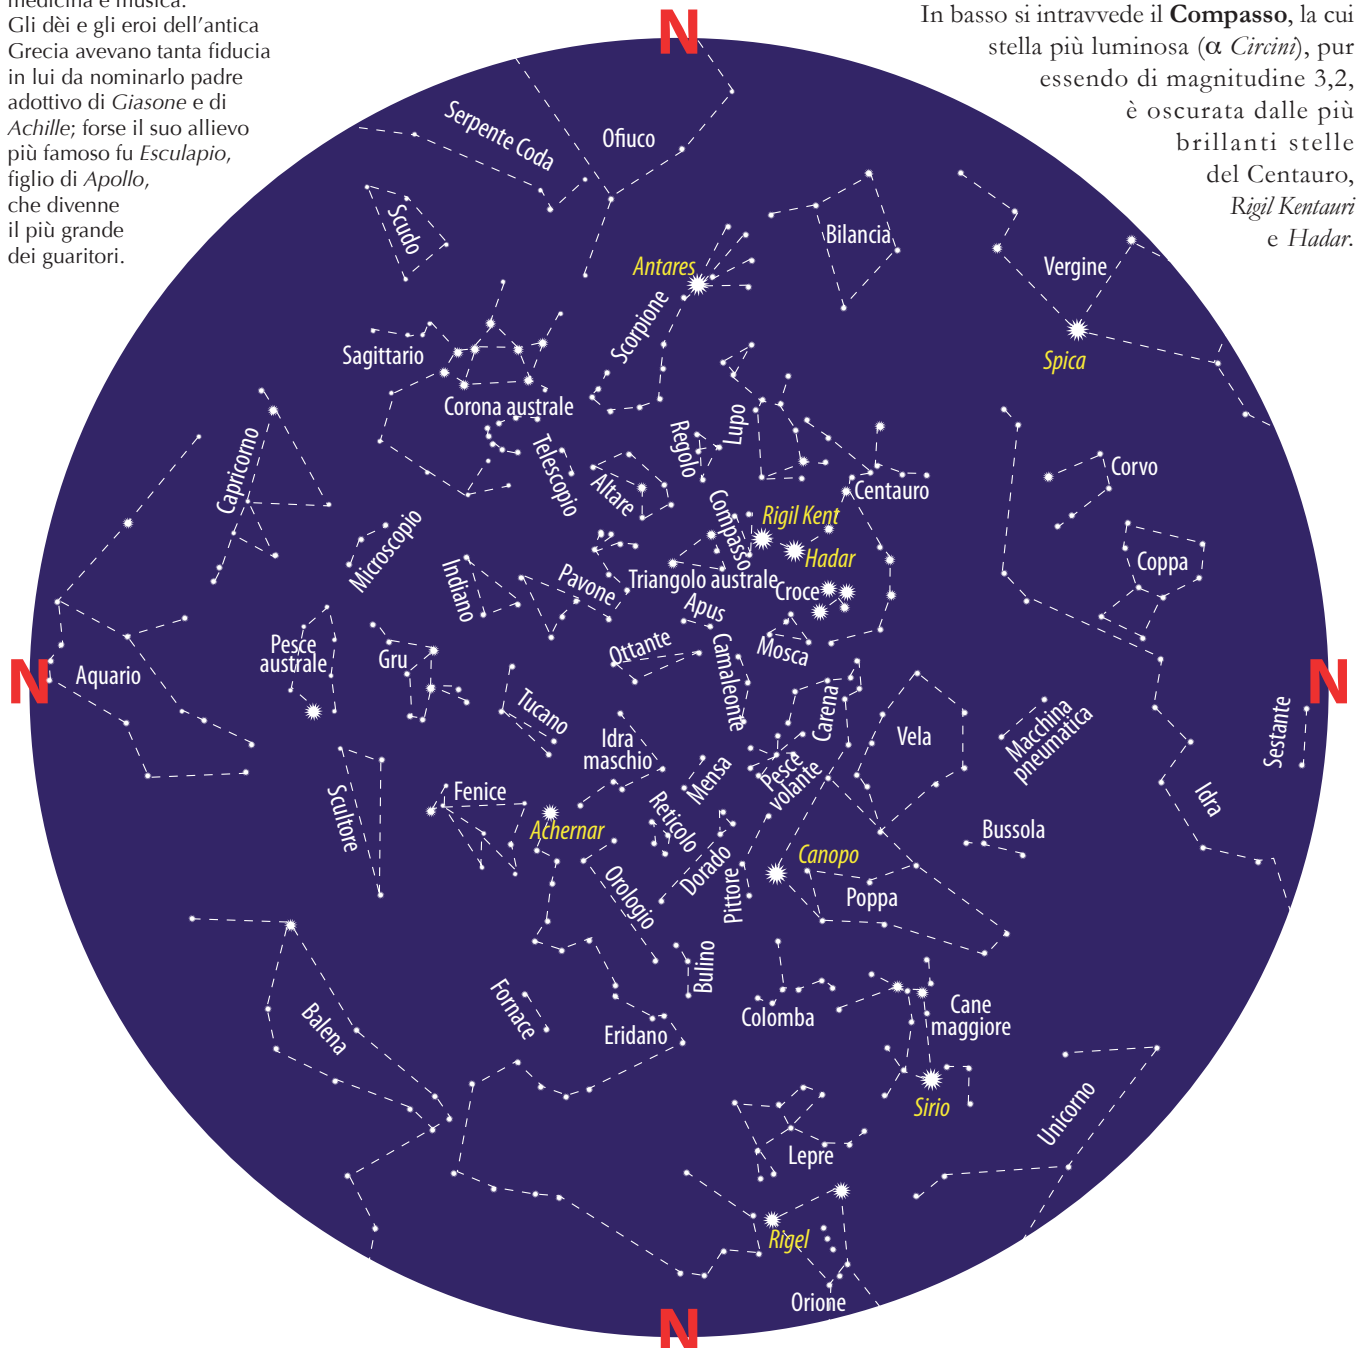 medicina e musica.
Gli dèi e gli eroi dell'antica
Grecia avevano tanta fiducia
in lui da nominarlo padre
adottivo di Giasone e di
Achille; forse il suo allievo
più famoso fu Esculapio,
figlio di Apollo,
che divenne
il più grande
dei guaritori.
In basso si intravvede il Compasso, la cui
stella più luminosa (α Circini), pur
essendo di magnitudine 3,2,
è oscurata dalle più
brillanti stelle
del Centauro,
Rigil Kentauri
e Hadar.
N
Serpente Coda
Ofiuco
Scudo
Bilancia
Vergine
Antares
Scorpione
Spica
Sagittario
Corona australe
Lupo
Regolo
Capricorno
Telescopio
Altare
Centauro
Corvo
Compasso
Rigil Kent
Hadar
Microscopio
Coppa
Indiano
Pavone
Triangolo australe
Croce
Apus
Ottante
Camaleonte
Mosca
Pesce
australe
Gru
Aquario
N
N
Tucano
Carena
Vela
Macchina
pneumatica
Sestante
Idra
maschio
Mensa
Pesce
volante
Idra
Scultore
Fenice
Achernar
Reticolo
Dorado
Canopo
Bussola
Orologio
Pittore
Poppa
Bulino
Fornace
Eridano
Colomba
Cane
maggiore
Balena
Sirio
Unicorno
Lepre
Rigel
Orione
N